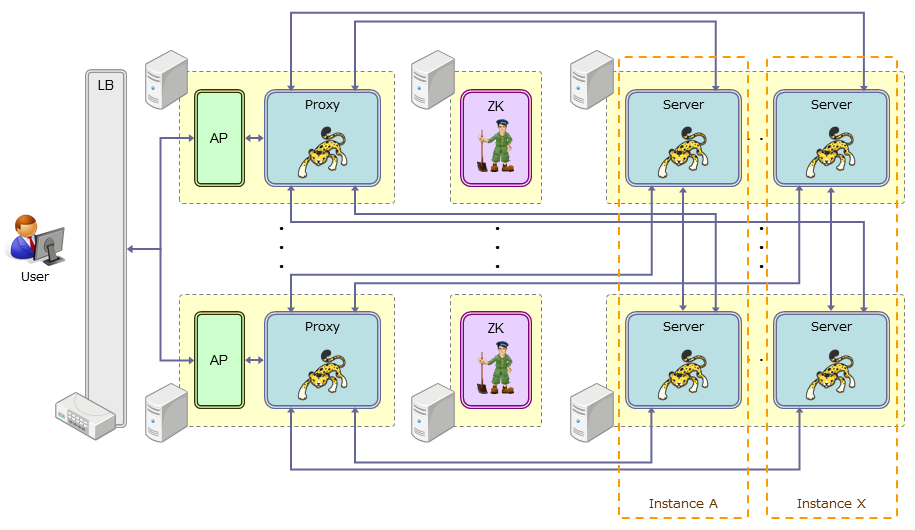 LB
User
AP
Proxy
ZK
Server
Server
AP
Proxy
ZK
Server
Server
Instance A
Instance X